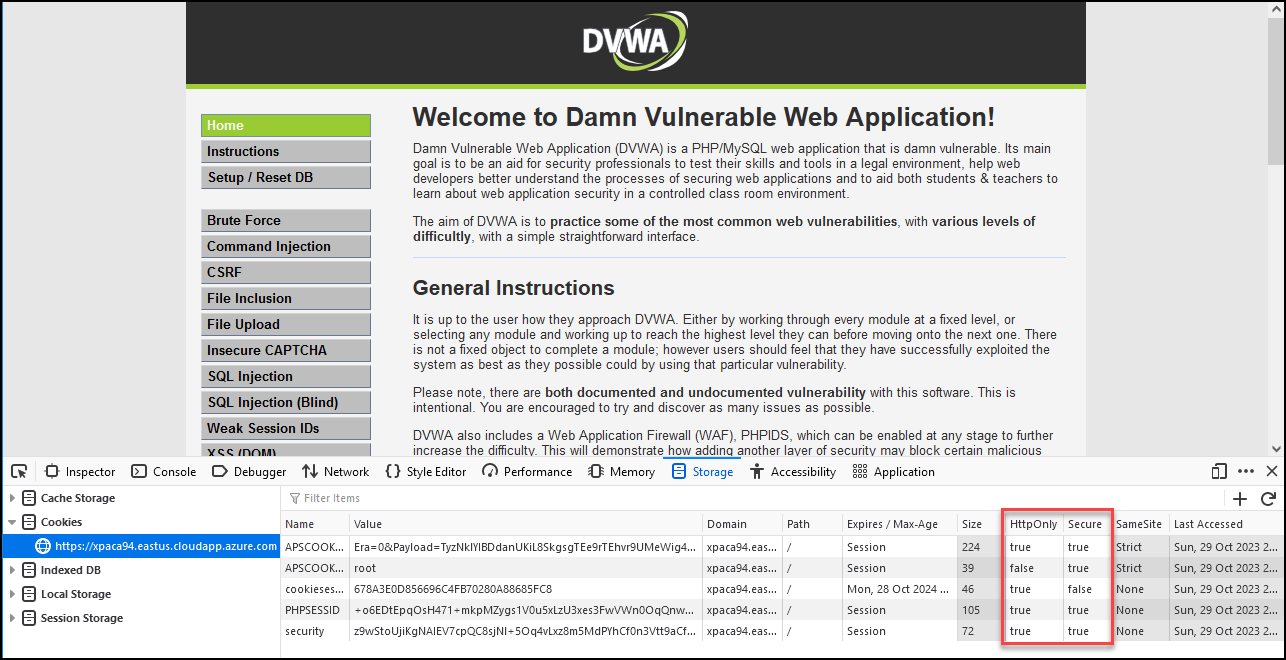 DVWA
Home
Instructions
Setup / Reset DB
Brute Force
Command Injection
CSRF
File Inclusion
File Upload
Insecure CAPTCHA
SQL Injection
SQL Injection (Blind)
Weak Session IDs
XSS (DOM)
Welcome to Damn Vulnerable Web Application!
Damn Vulnerable Web Application (DVWA) is a PHP/MySQL web application that is damn vulnerable. Its main
goal is to be an aid for security professionals to test their skills and tools in a legal environment, help web
developers better understand the processes of securing web applications and to aid both students & teachers to
learn about web application security in a controlled class room environment.
The aim of DVWA is to practice some of the most common web vulnerabilities, with various levels of
difficultly, with a simple straightforward interface.
General Instructions
It is up to the user how they approach DVWA. Either by working through every module at a fixed level, or
selecting any module and working up to reach the highest level they can before moving onto the next one. There
is not a fixed object to complete a module; however users should feel that they have successfully exploited the
system as best as they possible could by using that particular vulnerability.
Please note, there are both documented and undocumented vulnerability with this software. This is
intentional. You are encouraged to try and discover as many issues as possible.
DVWA also includes a Web Application Firewall (WAF), PHPIDS, which can be enabled at any stage to further
increase the difficulty. This will demonstrate how adding another layer of security may block certain malicious
Inspector Console Debugger Network Style Editor Performance Memory Storage Accessibility Application
Cache Storage
Cookies
https://xpaca94.eastus.cloudapp.azure.com
Indexed DB
Local Storage
Session Storage
Filter Items
Name Value Domain Path Expires / Max-Age Size HttpOnly Secure SameSite Last Accessed
APSCOOK... Era=0&Payload=TyzNklYlBDdanUKiL8SkgsgTEe9rTEhvr9UMeWig4... xpaca94.eas... / Session 224 true true Strict Sun, 29 Oct 2023 2...
APSCOOK... root xpaca94.eas... / Session 39 false true Strict Sun, 29 Oct 2023 2...
cookieses... 678A3E0D856696C4FB70280A88685FC8 xpaca94.eas... / Mon, 28 Oct 2024 ... 46 true false None Sun, 29 Oct 2023 2...
PHPSESSID +o6EDtEpqOsH471+mkpMZygs1V0u5xLzU3xes3FwVWn0OqQnw... xpaca94.eas... / Session 105 true true None Sun, 29 Oct 2023 2...
security z9wStoUjiKgNAlEV7cpQC8sjNI+5Oq4vLxz8m5MdPYhCf0n3Vtt9aCf... xpaca94.eas... / Session 72 true true None Sun, 29 Oct 2023 2...